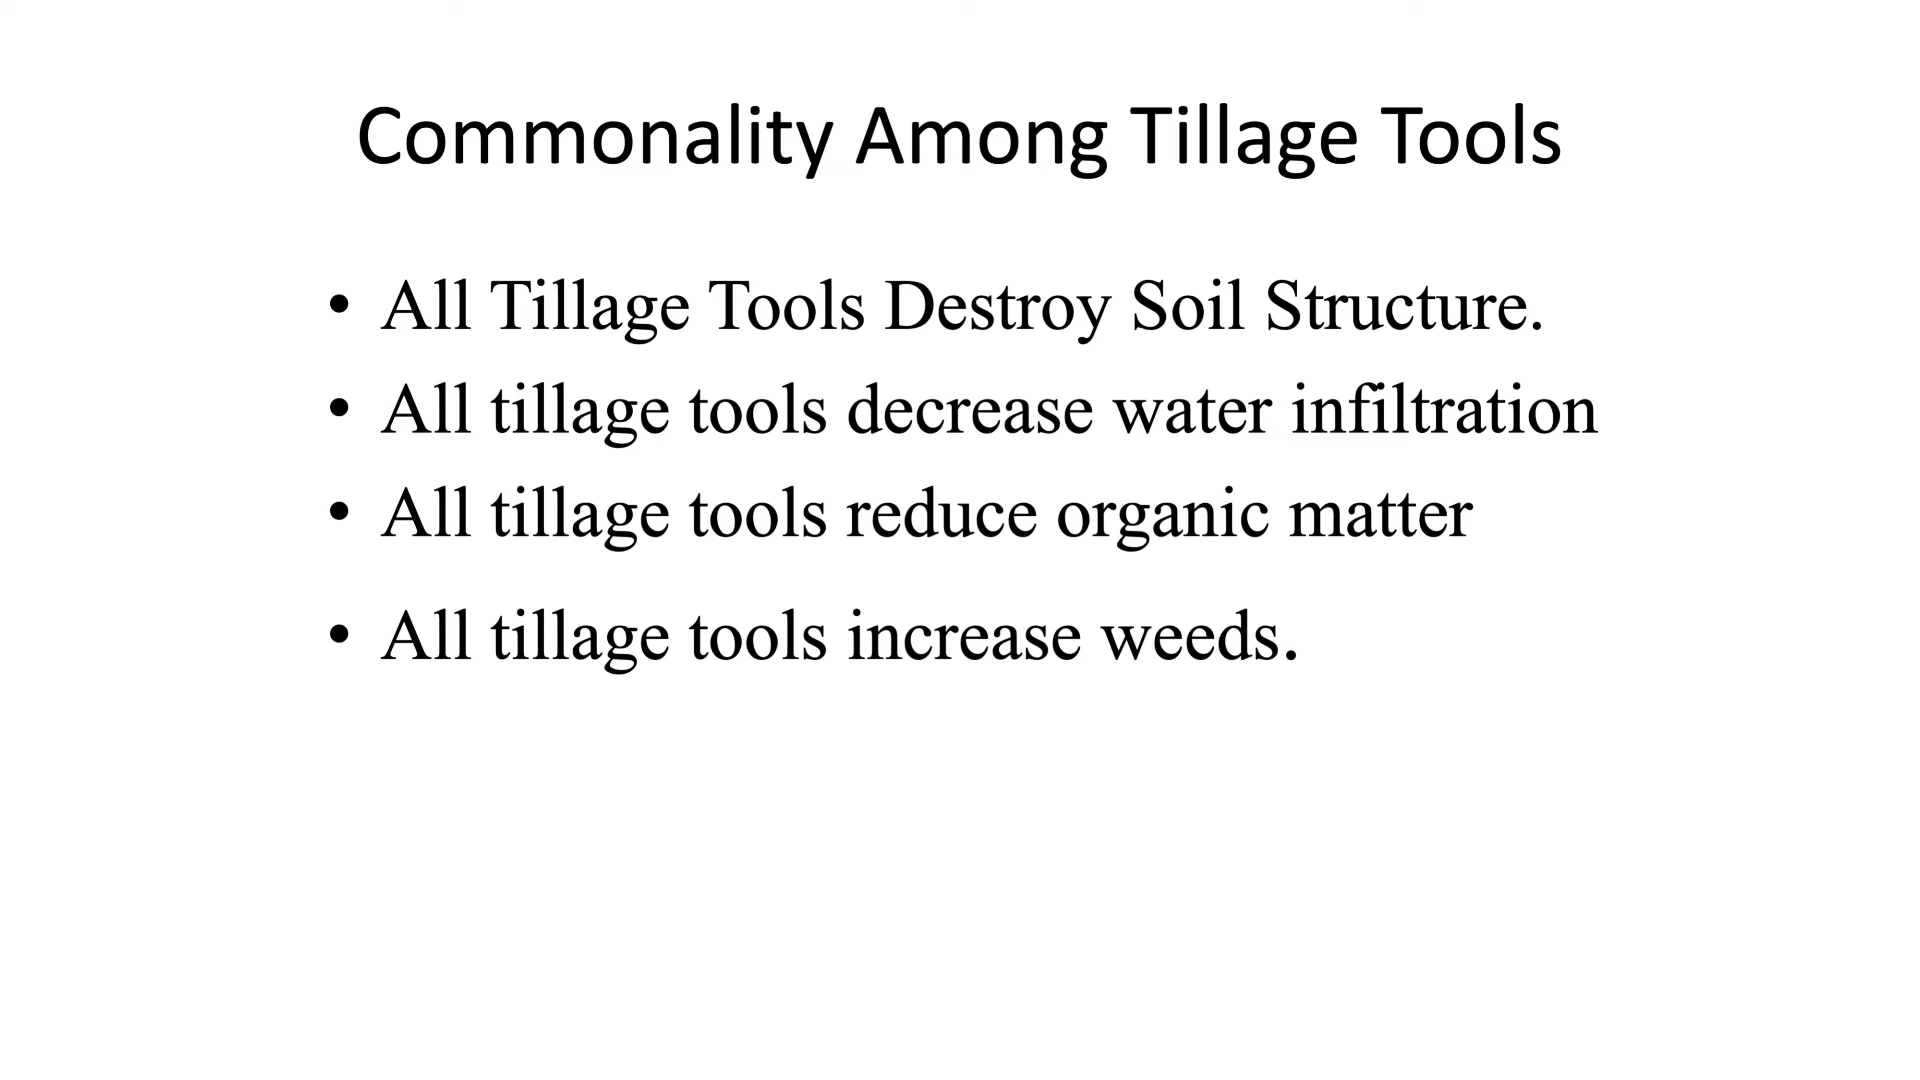 Commonality Among Tillage Tools
• All Tillage Tools Destroy Soil Structure.
• All tillage tools decrease water infiltration
• All tillage tools reduce organic matter
• All tillage tools increase weeds.